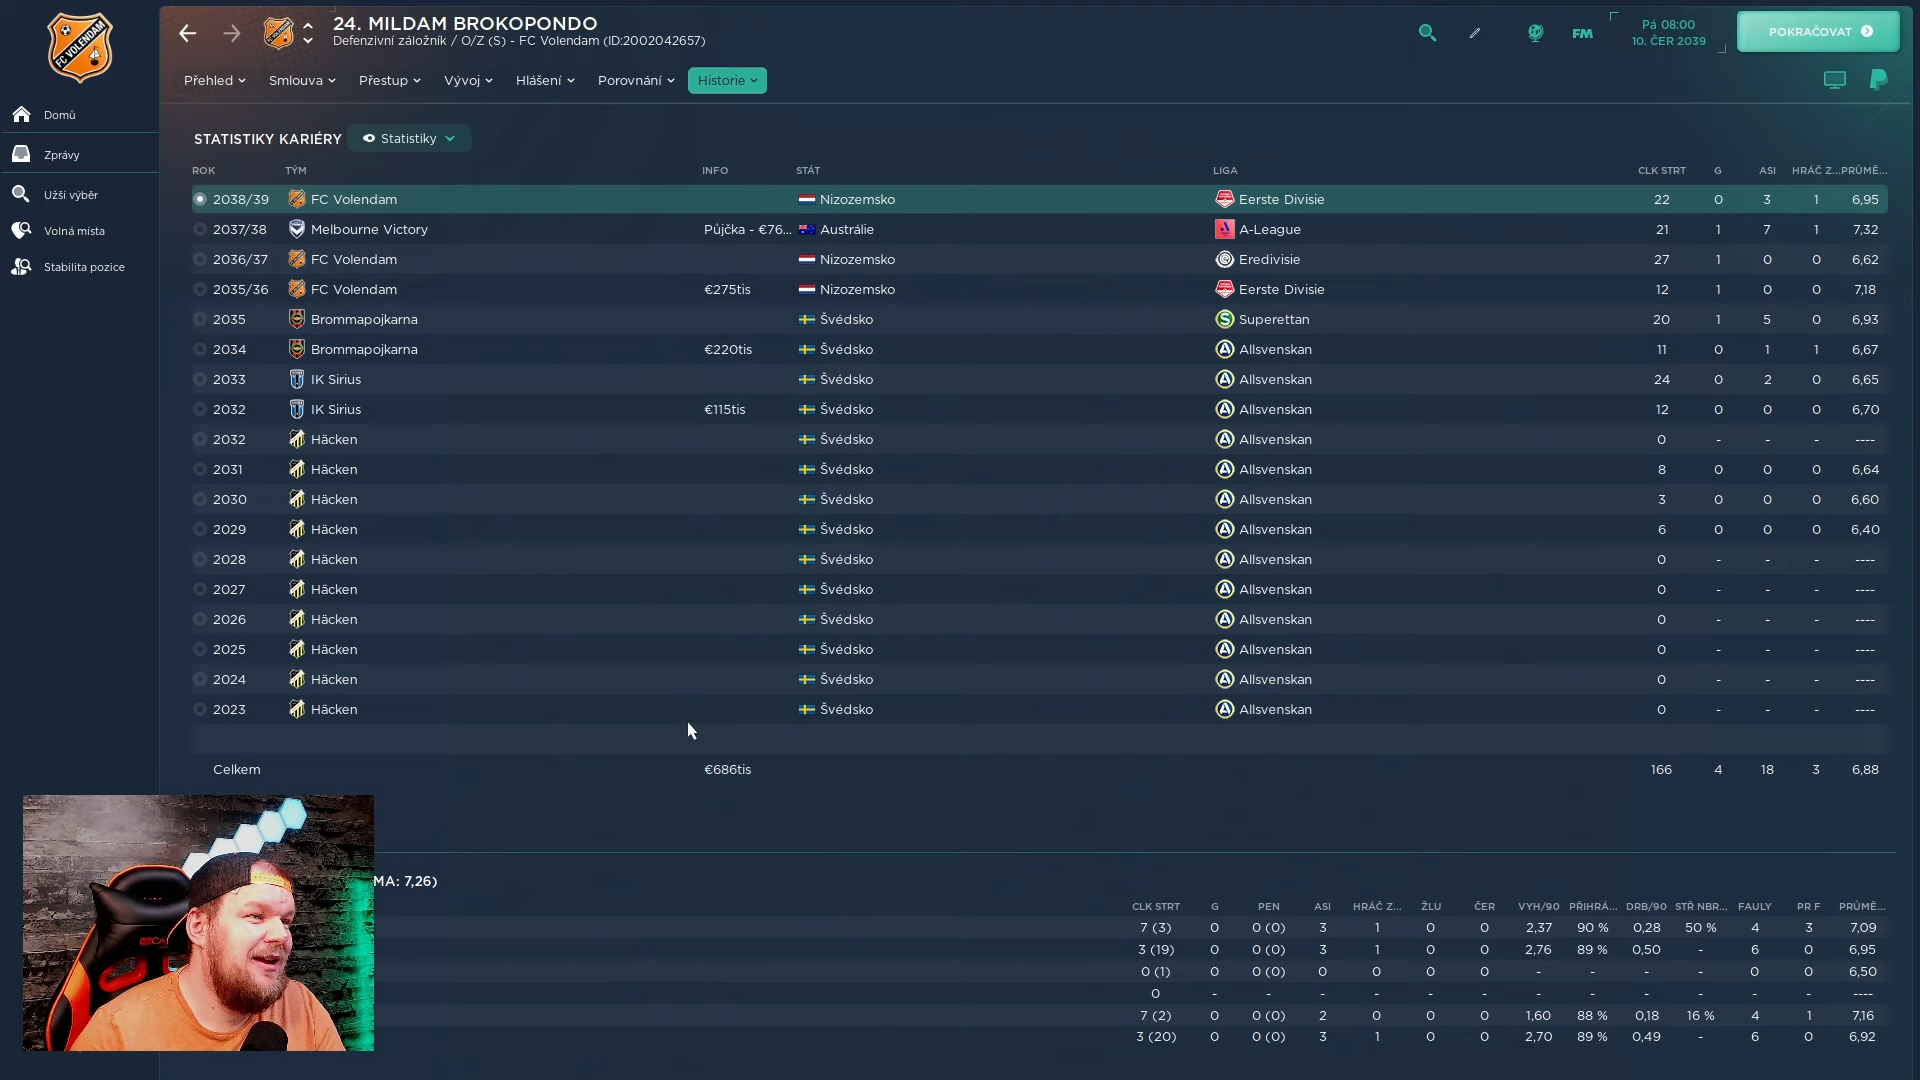 FC VOLENDAM
24. MILDAM BROKOPONDO
Defenzivní záložník / O/Z (S) - FC Volendam (ID:2002042657)
FM
Pá 08:00
10. ČER 2039
POKRAČOVAT
Přehled Smlouva Přestup Vývoj Hlášení Porovnání Historie
Domů
Zprávy
Užší výběr
Volná místa
Stabilita pozice
STATISTIKY KARIÉRY Statistiky
ROK TÝM INFO STÁT LIGA CLK STRT G ASI HRÁČ Z... PRŮMĚ...
2038/39 FC Volendam Nizozemsko Eerste Divisie 22 0 3 1 6,95
2037/38 Melbourne Victory Půjčka - €76... Austrálie A-League 21 1 7 1 7,32
2036/37 FC Volendam Nizozemsko Eredivisie 27 1 0 0 6,62
2035/36 FC Volendam €275tis Nizozemsko Eerste Divisie 12 1 0 0 7,18
2035 Brommapojkarna Švédsko Superettan 20 1 5 0 6,93
2034 Brommapojkarna €220tis Švédsko Allsvenskan 11 0 1 1 6,67
2033 IK Sirius Švédsko Allsvenskan 24 0 2 0 6,65
2032 IK Sirius €115tis Švédsko Allsvenskan 12 0 0 0 6,70
2032 Häcken Švédsko Allsvenskan 0 - - - ----
2031 Häcken Švédsko Allsvenskan 8 0 0 0 6,64
2030 Häcken Švédsko Allsvenskan 3 0 0 0 6,60
2029 Häcken Švédsko Allsvenskan 6 0 0 0 6,40
2028 Häcken Švédsko Allsvenskan 0 - - - ----
2027 Häcken Švédsko Allsvenskan 0 - - - ----
2026 Häcken Švédsko Allsvenskan 0 - - - ----
2025 Häcken Švédsko Allsvenskan 0 - - - ----
2024 Häcken Švédsko Allsvenskan 0 - - - ----
2023 Häcken Švédsko Allsvenskan 0 - - - ----
Celkem €686tis 166 4 18 3 6,88
MA: 7,26)
CLK STRT G PEN ASI HRÁČ Z... ŽLU ČER VYH/90 PŘIHRÁ... DRB/90 STŘ NBR... FAULY PR F PRŮMĚ...
7 (3) 0 0 (0) 3 1 0 0 2,37 90 % 0,28 50 % 4 3 7,09
3 (19) 0 0 (0) 3 1 0 0 2,76 89 % 0,50 - 6 0 6,95
0 (1) 0 0 (0) 0 0 0 0 - - - - 0 0 6,50
0 - - - - - - - - - - - - ----
7 (2) 0 0 (0) 2 0 0 0 1,60 88 % 0,18 16 % 4 1 7,16
3 (20) 0 0 (0) 3 1 0 0 2,70 89 % 0,49 - 6 0 6,92